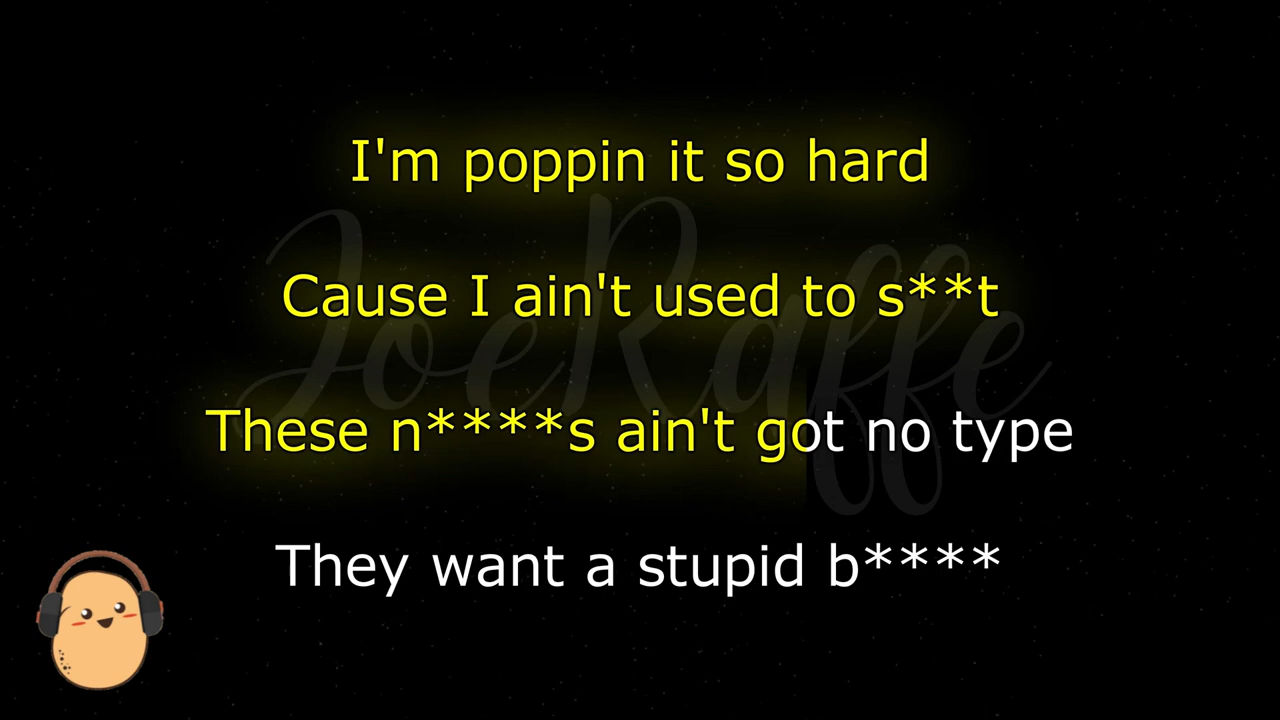 I'm poppin it so hard
Cause I ain't used to s**t
These n****s ain't got no type
They want a stupid b****
JoeRaffe